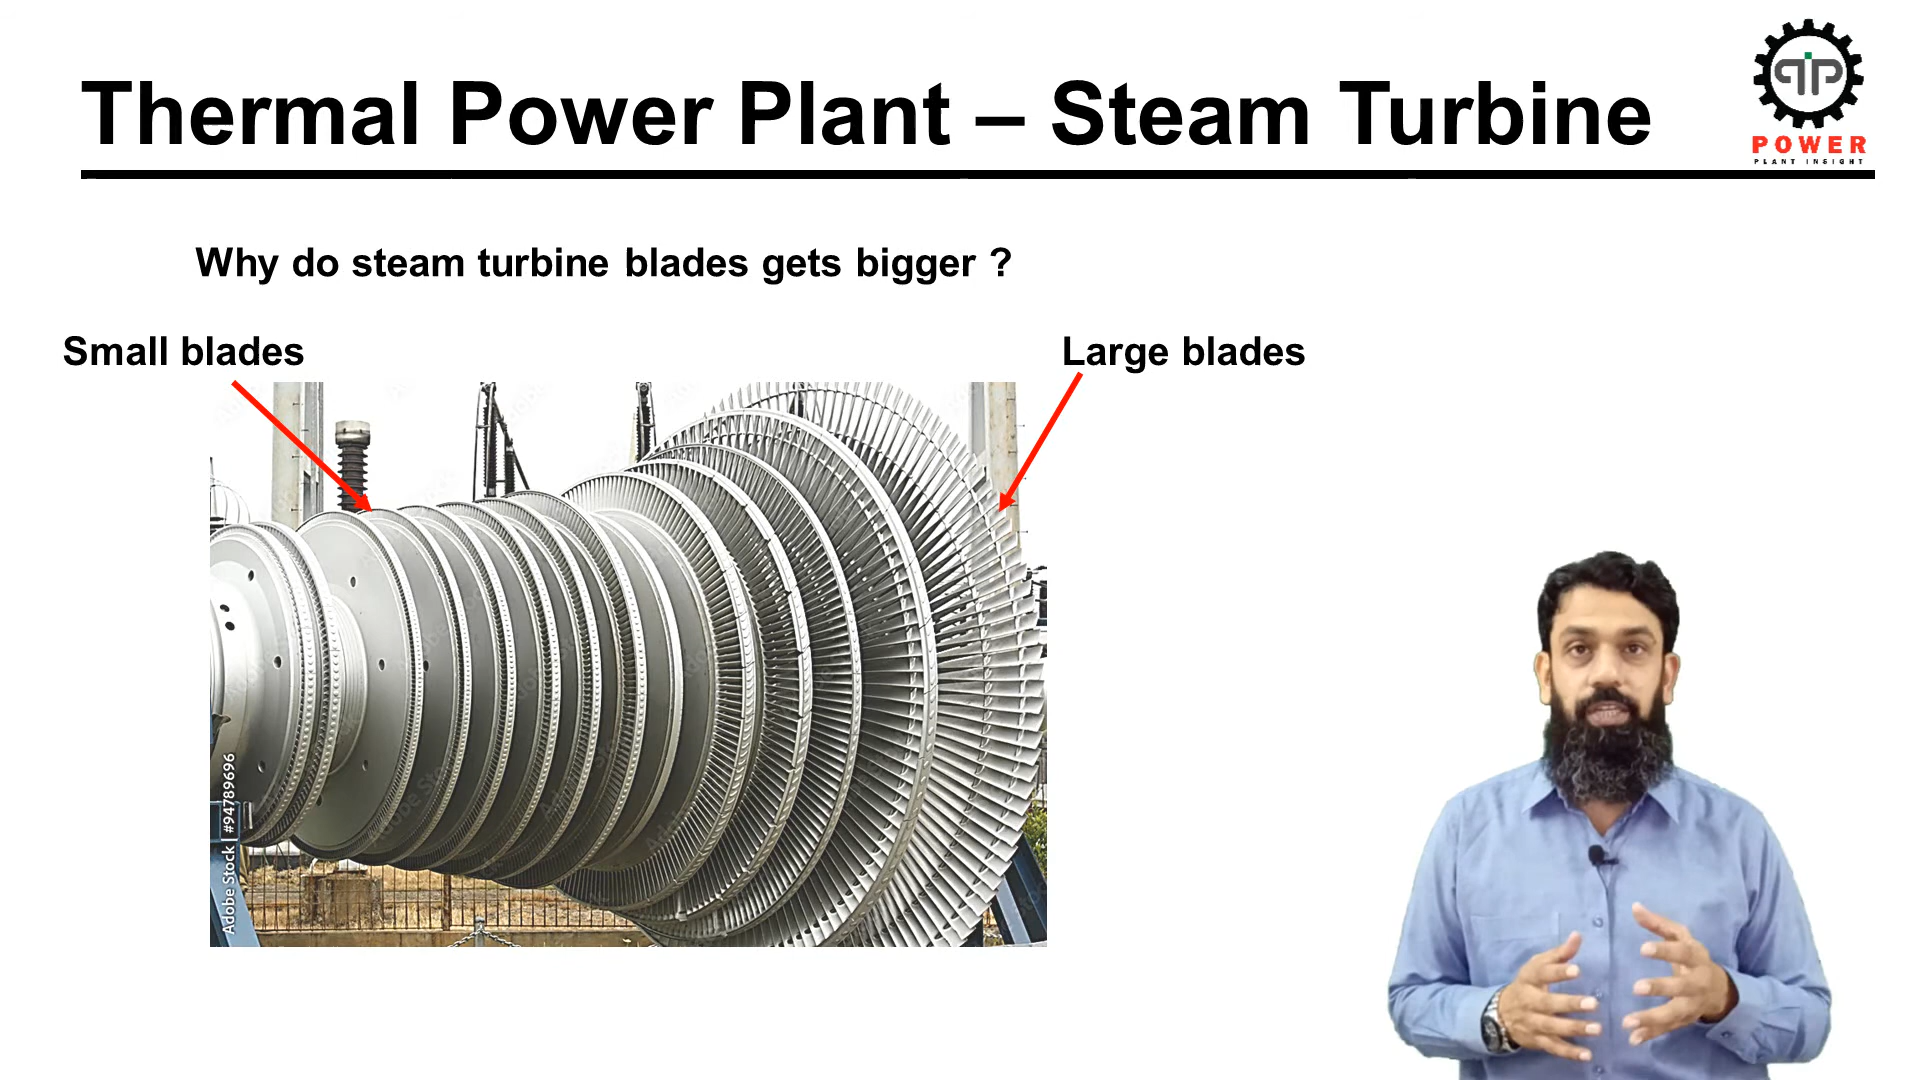 Thermal Power Plant – Steam Turbine
POWER
PLANT INSIGHT
Why do steam turbine blades gets bigger ?
Small blades
Large blades
Adobe Stock | #94789696